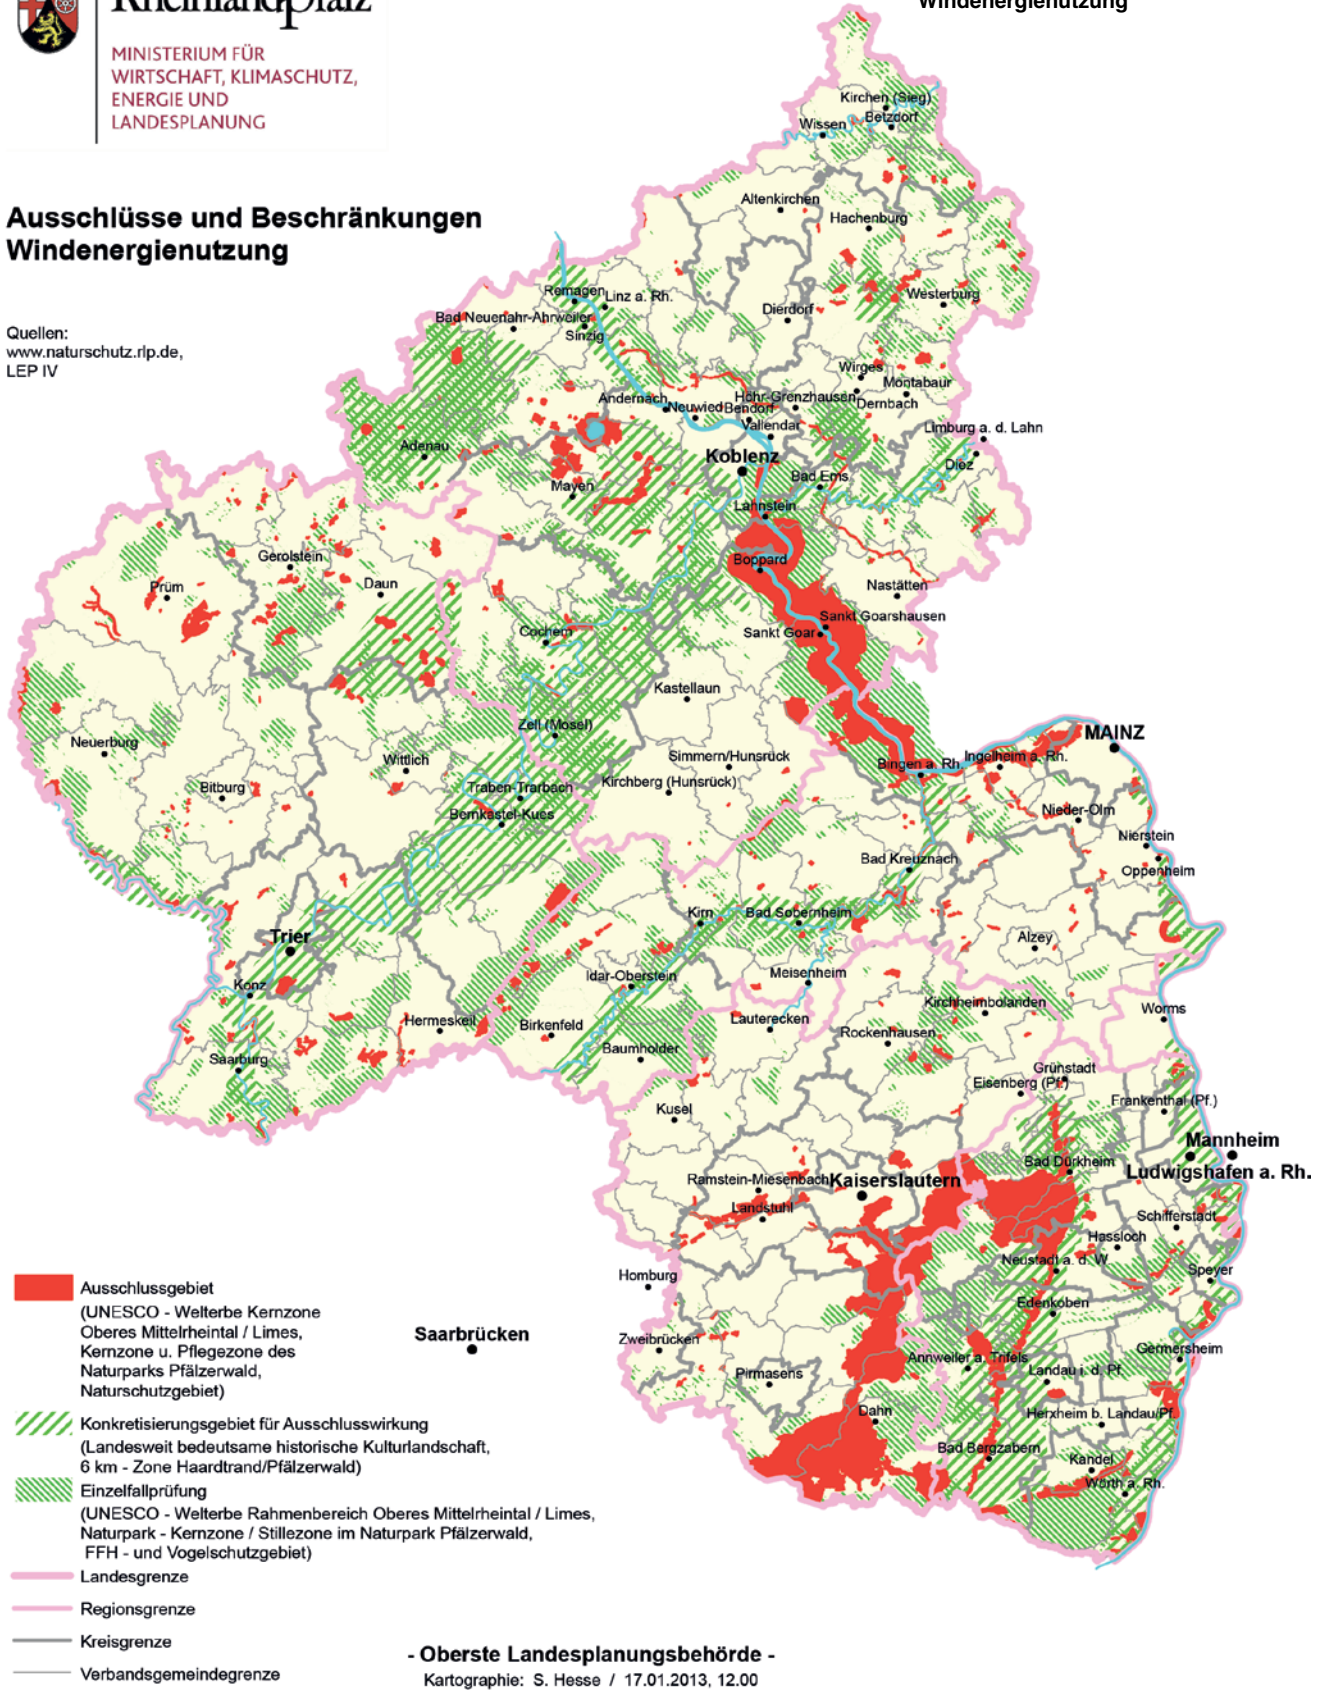 Rheinland-Pfalz
Windenergienutzung
MINISTERIUM FÜR
WIRTSCHAFT, KLIMASCHUTZ,
ENERGIE UND
LANDESPLANUNG
Ausschlüsse und Beschränkungen
Windenergienutzung
Quellen:
www.naturschutz.rlp.de,
LEP IV
Kirchen (Sieg)
Betzdorf
Wissen
Altenkirchen
Hachenburg
Remagen
Linz a. Rh.
Westerburg
Dierdorf
Bad Neuenahr-Ahrweiler
Sinzig
Wirges
Montabaur
Höhr-Grenzhausen
Dernbach
Andernach
Neuwied
Bendorf
Vallendar
Limburg a. d. Lahn
Adenau
Koblenz
Diez
Bad Ems
Mayen
Lahnstein
Gerolstein
Boppard
Prüm
Daun
Nastätten
Sankt Goarshausen
Cochem
Sankt Goar
Kastellaun
Zell (Mosel)
MAINZ
Neuerburg
Wittlich
Simmern/Hunsrück
Bingen a. Rh.
Ingelheim a. Rh.
Kirchberg (Hunsrück)
Bitburg
Traben-Trarbach
Bernkastel-Kues
Nieder-Olm
Nierstein
Bad Kreuznach
Oppenheim
Kirn
Bad Sobernheim
Trier
Alzey
Idar-Oberstein
Meisenheim
Konz
Kirchheimbolanden
Worms
Hermeskeil
Birkenfeld
Lauterecken
Rockenhausen
Saarburg
Baumholder
Grünstadt
Eisenberg (Pf.)
Kusel
Frankenthal (Pf.)
Mannheim
Bad Dürkheim
Ludwigshafen a. Rh.
Ramstein-Miesenbach
Kaiserslautern
Landstuhl
Schifferstadt
Hassloch
Neustadt a. d. W
Homburg
Speyer
Edenkoben
Zweibrücken
Germersheim
Annweiler a. Trifels
Landau i. d. Pf.
Pirmasens
Dahn
Herxheim b. Landau/Pf.
Bad Bergzabern
Kandel
Wörth a. Rh.
Saarbrücken
Ausschlussgebiet
(UNESCO - Welterbe Kernzone
Oberes Mittelrheintal / Limes,
Kernzone u. Pflegezone des
Naturparks Pfälzerwald,
Naturschutzgebiet)
Konkretisierungsgebiet für Ausschlusswirkung
(Landesweit bedeutsame historische Kulturlandschaft,
6 km - Zone Haardtrand/Pfälzerwald)
Einzelfallprüfung
(UNESCO - Welterbe Rahmenbereich Oberes Mittelrheintal / Limes,
Naturpark - Kernzone / Stillezone im Naturpark Pfälzerwald,
FFH - und Vogelschutzgebiet)
Landesgrenze
Regionsgrenze
Kreisgrenze
Verbandsgemeindegrenze
- Oberste Landesplanungsbehörde -
Kartographie: S. Hesse / 17.01.2013, 12.00